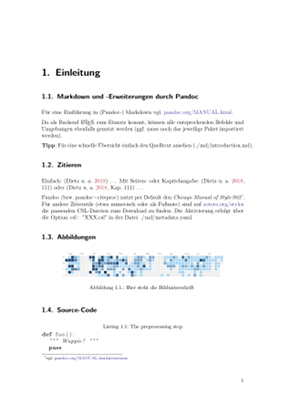 1. Einleitung
1.1. Markdown und -Erweiterungen durch Pandoc
Für eine Einführung in (Pandoc-) Markdown vgl. pandoc.org/MANUAL.html.
Da als Backend LATEX zum Einsatz kommt, können alle entsprechenden Befehle und
Umgebungen ebenfalls genutzt werden (ggf. muss noch das jeweilige Paket importiert
werden).
Tipp: Für eine schnelle Übersicht einfach den Quelltext ansehen (./md/introduction.md).
1.2. Zitieren
Einfach: (Dietz u. a. 2018) … Mit Seiten- oder Kapitelangabe: (Dietz u. a. 2018,
111) oder (Dietz u. a. 2018, Kap. 111) …
Pandoc (bzw. pandoc-citeproc) nutzt per Default den Chicago Manual of Style-Stil¹.
Für andere Zitierstile (etwa numerisch oder als Fußnote) sind auf zotero.org/styles
die passenden CSL-Dateien zum Download zu finden. Die Aktivierung erfolgt über
die Option csl: "XXX.csl" in der Datei ./md/metadata.yaml.
1.3. Abbildungen
Abbildung 1.1.: Hier steht die Bildunterschrift
1.4. Source-Code
Listing 1.1: The preprocessing step
def foo():
""" Wuppie! """
pass
¹vgl. pandoc.org/MANUAL.html#citations
1